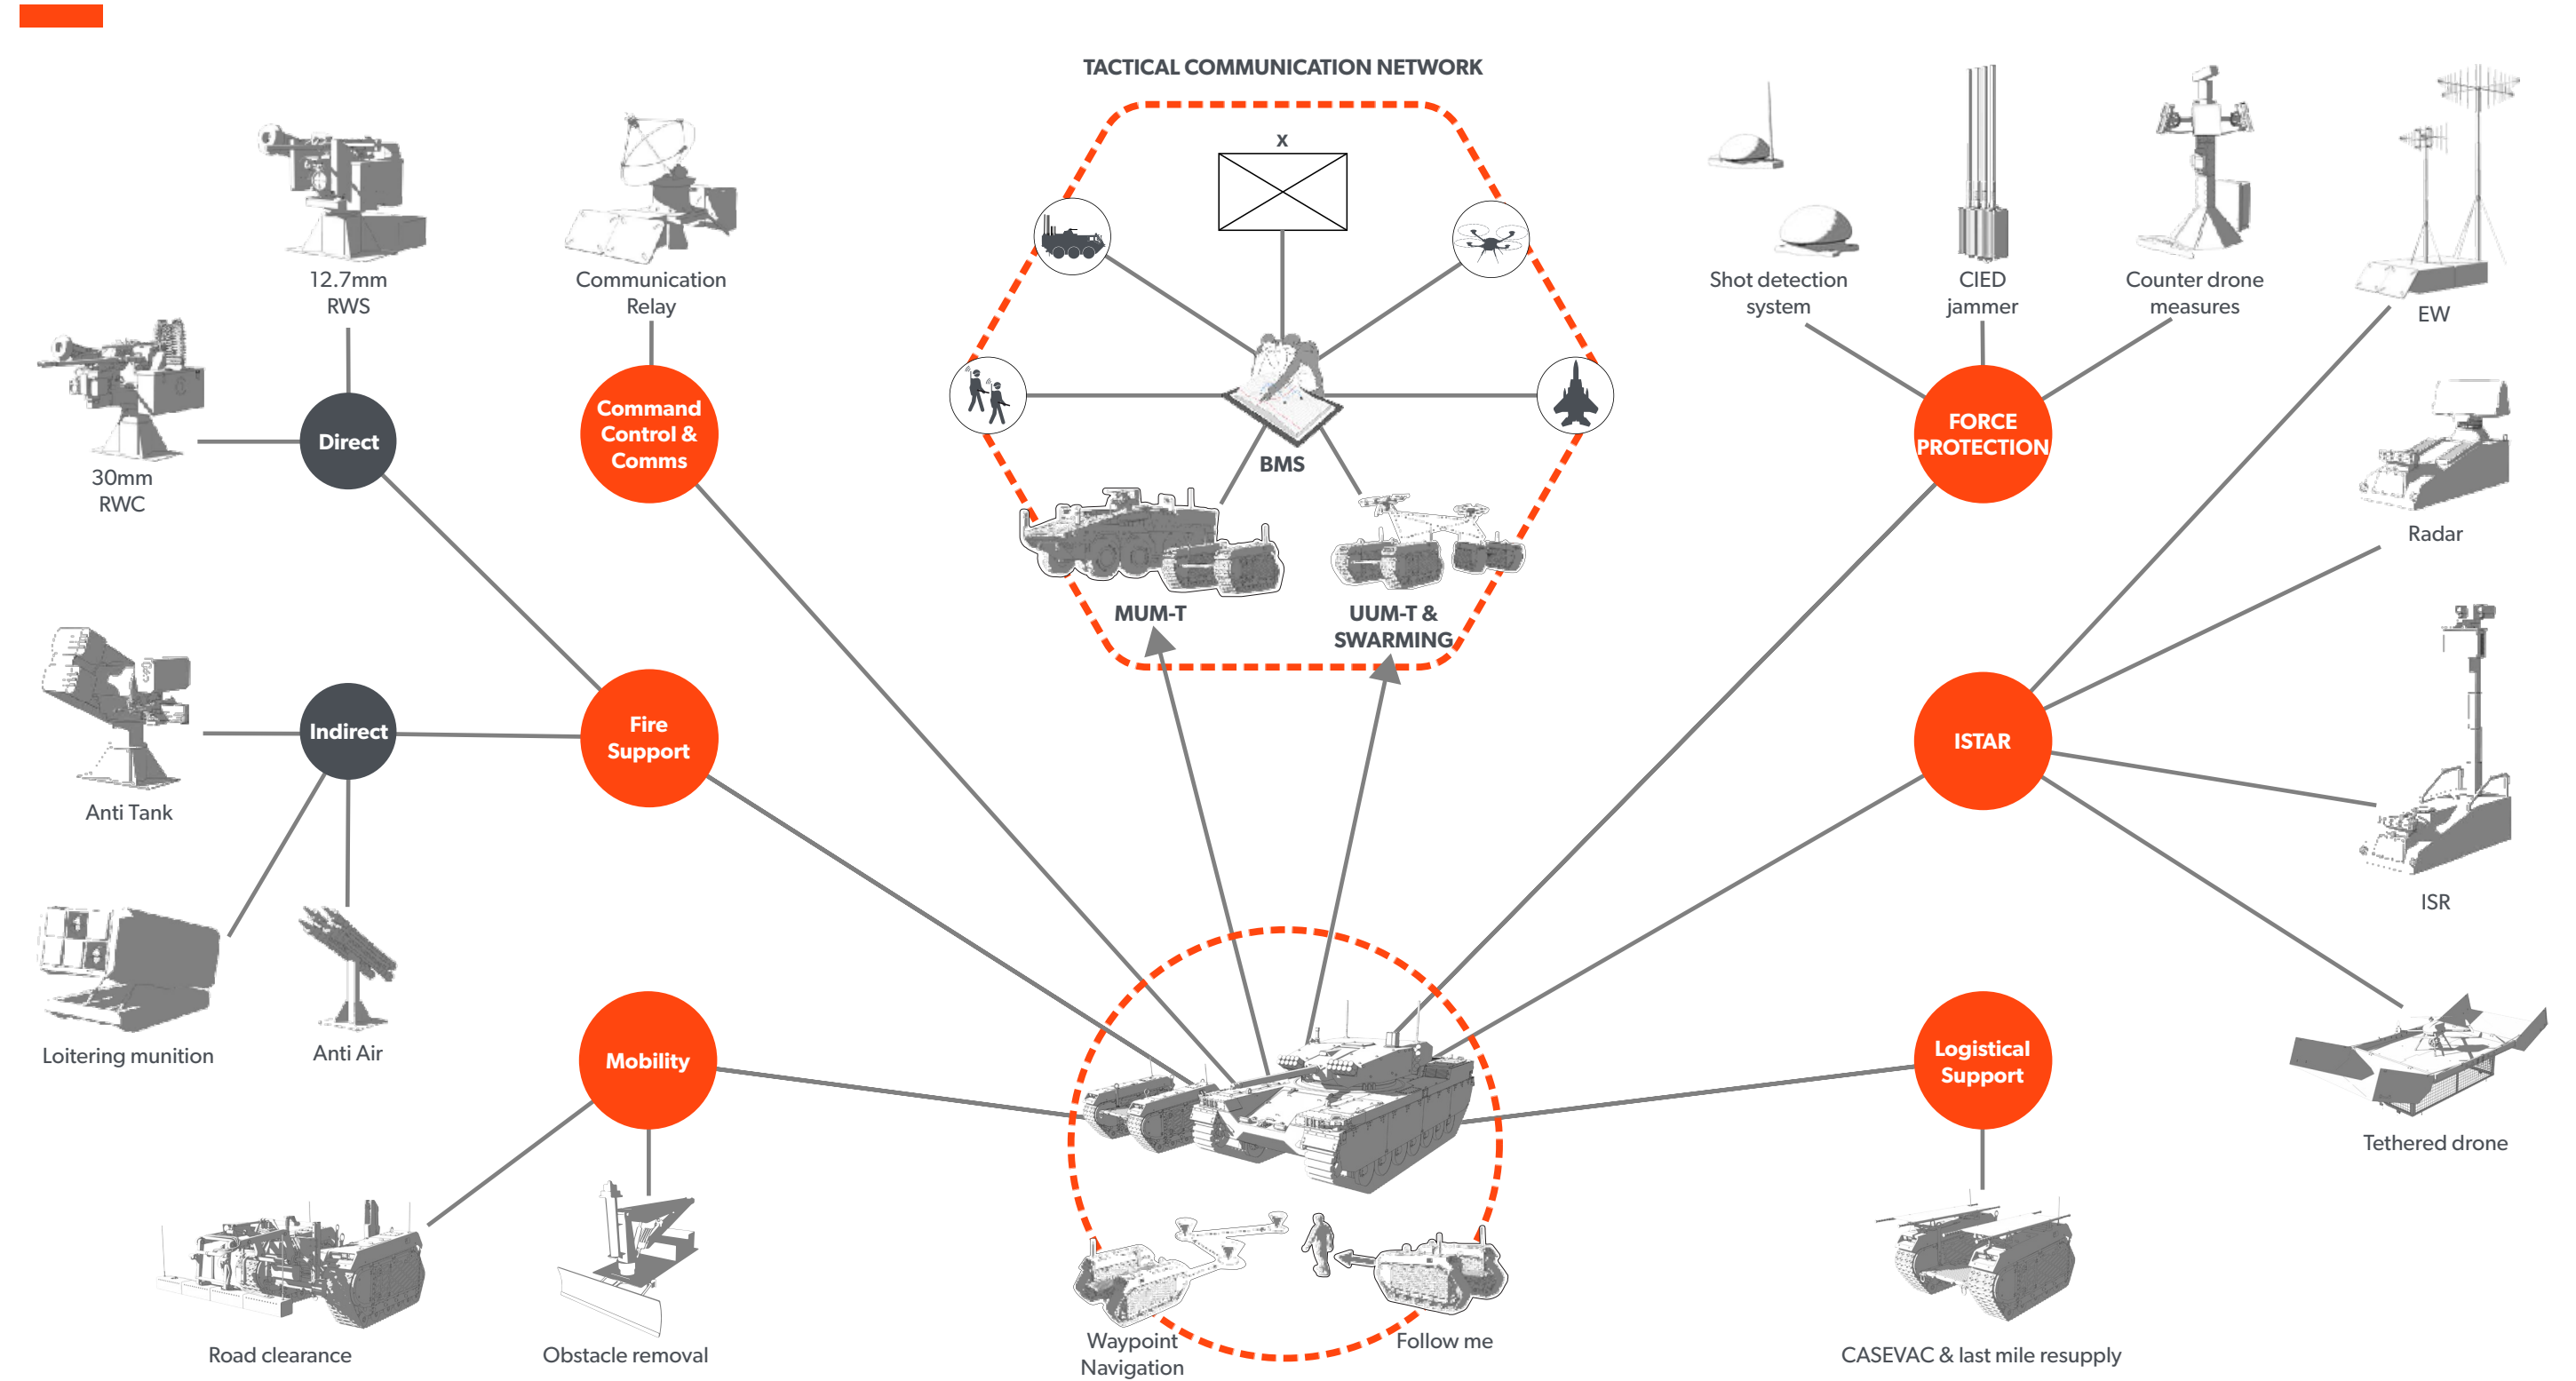 TACTICAL COMMUNICATION NETWORK
x
12.7mm
RWS
Communication
Relay
Shot detection
system
CIED
jammer
Counter drone
measures
EW
30mm
RWC
Direct
Command
Control &
Comms
BMS
FORCE
PROTECTION
Radar
MUM-T
UUM-T &
SWARMING
Anti Tank
Indirect
Fire
Support
ISTAR
ISR
Loitering munition
Anti Air
Mobility
Logistical
Support
Tethered drone
Road clearance
Obstacle removal
Waypoint
Navigation
Follow me
CASEVAC & last mile resupply